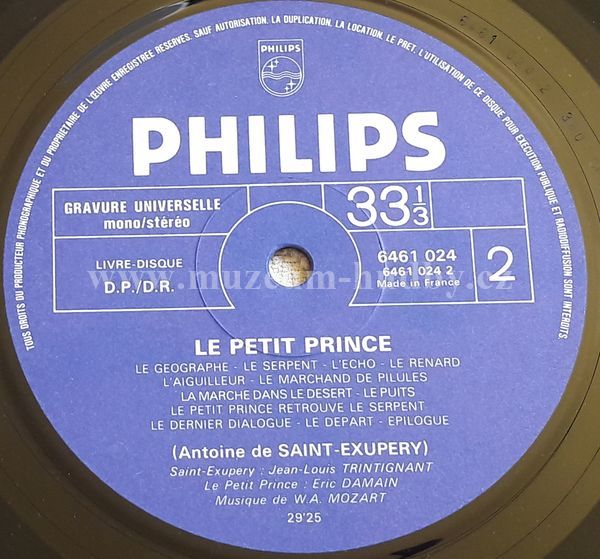 TOUS DROITS DU PRODUCTEUR PHONOGRAPHIQUE ET DU PROPRIETAIRE DE L'ŒUVRE ENREGISTREE RESERVES. SAUF AUTORISATION, LA DUPLICATION, LA LOCATION, LE PRET, L'UTILISATION DE CE DISQUE POUR EXECUTION PUBLIQUE ET RADIODIFFUSION SONT INTERDITS.
PHILIPS
PHILIPS
GRAVURE UNIVERSELLE
mono/stéréo
33 1/3
LIVRE-DISQUE
D.P./D.R.
6461 024
6461 024 2
Made in France
2
www.muzeum-hudby.cz
LE PETIT PRINCE
LE GEOGRAPHE - LE SERPENT - L'ECHO - LE RENARD
L'AIGUILLEUR - LE MARCHAND DE PILULES
LA MARCHE DANS LE DESERT - LE PUITS
LE PETIT PRINCE RETROUVE LE SERPENT
LE DERNIER DIALOGUE - LE DEPART - EPILOGUE
(Antoine de SAINT-EXUPERY)
Saint-Exupery : Jean-Louis TRINTIGNANT
Le Petit Prince : Eric DAMAIN
Musique de W.A. MOZART
29'25